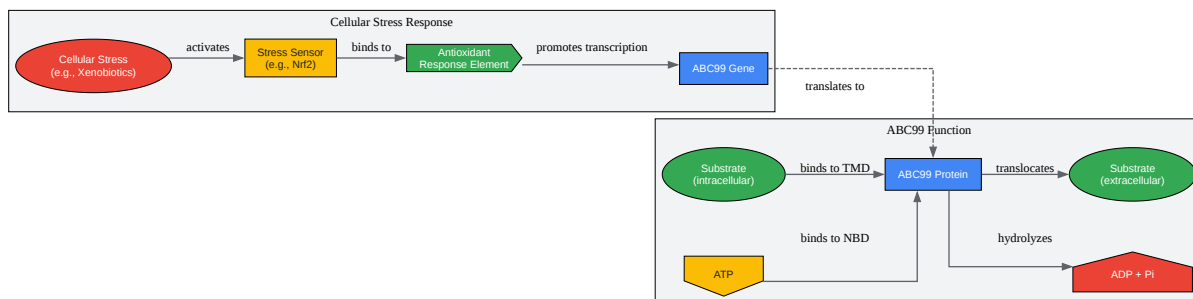 Cellular Stress Response
Cellular Stress
(e.g., Xenobiotics)
activates
Stress Sensor
(e.g., Nrf2)
binds to
Antioxidant
Response Element
promotes transcription
ABC99 Gene
translates to
ABC99 Function
Substrate
(intracellular)
binds to TMD
ABC99 Protein
translocates
Substrate
(extracellular)
binds to NBD
hydrolyzes
ATP
ADP + Pi